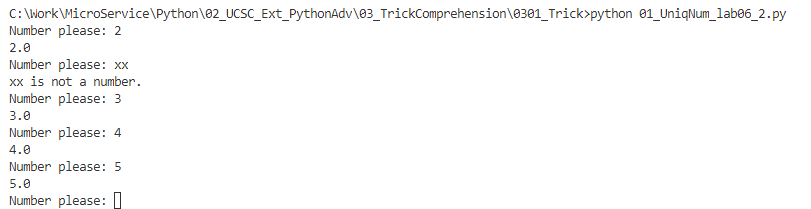 C:\Work\MicroService\Python\02_UCSC_Ext_PythonAdv\03_TrickComprehension\0301_Trick>python 01_UniqNum_lab06_2.py
Number please: 2
2.0
Number please: xx
xx is not a number.
Number please: 3
3.0
Number please: 4
4.0
Number please: 5
5.0
Number please: